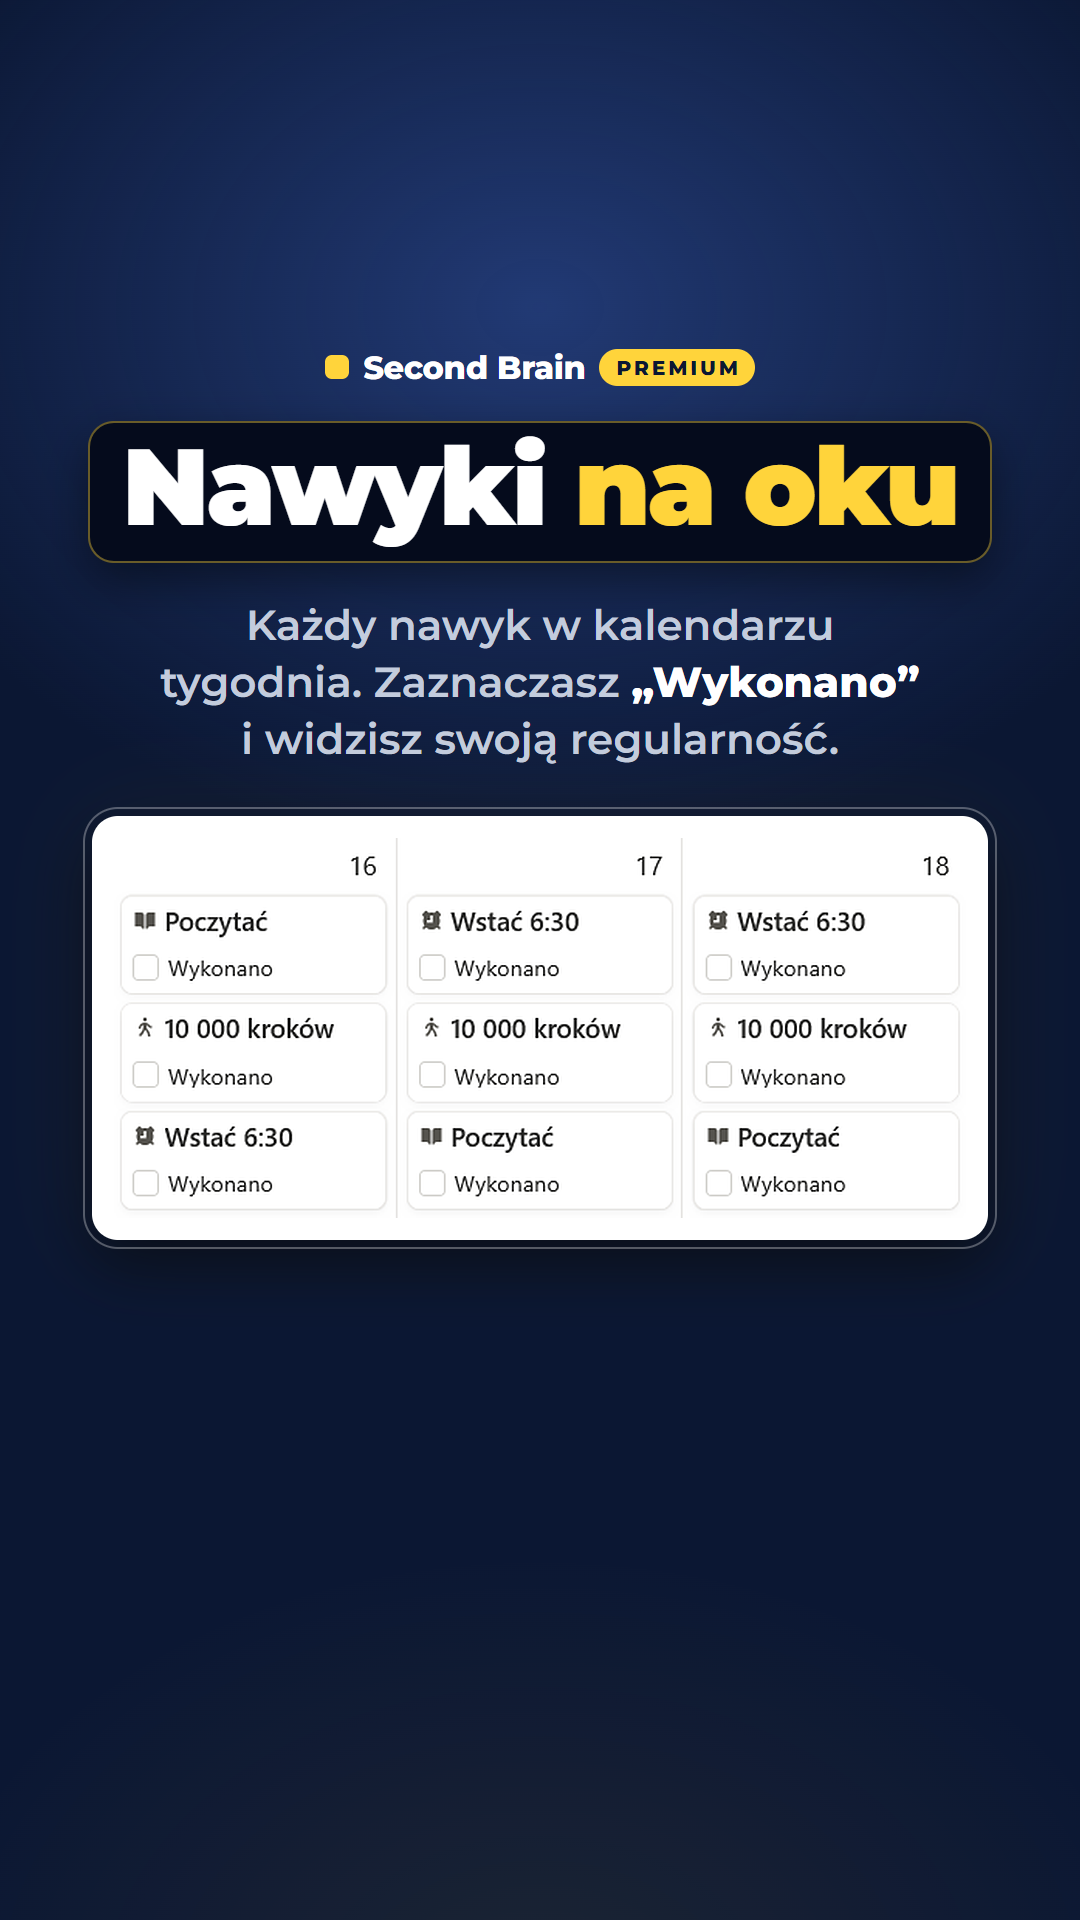 Second Brain PREMIUM
Nawyki na oku
Każdy nawyk w kalendarzu
tygodnia. Zaznaczasz „Wykonano”
i widzisz swoją regularność.
16 17 18
Poczytać Wstać 6:30 Wstać 6:30
Wykonano Wykonano Wykonano
10 000 kroków 10 000 kroków 10 000 kroków
Wykonano Wykonano Wykonano
Wstać 6:30 Poczytać Poczytać
Wykonano Wykonano Wykonano